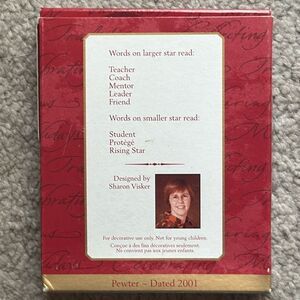 Words on larger star read:
Teacher
Coach
Mentor
Leader
Friend
Words on smaller star read:
Student
Protégé
Rising Star
Designed by
Sharon Visker
For decorative use only. Not for young children.
Conçue à des fins décoratives seulement.
Ne convient pas aux jeunes enfants.
Pewter ~ Dated 2001